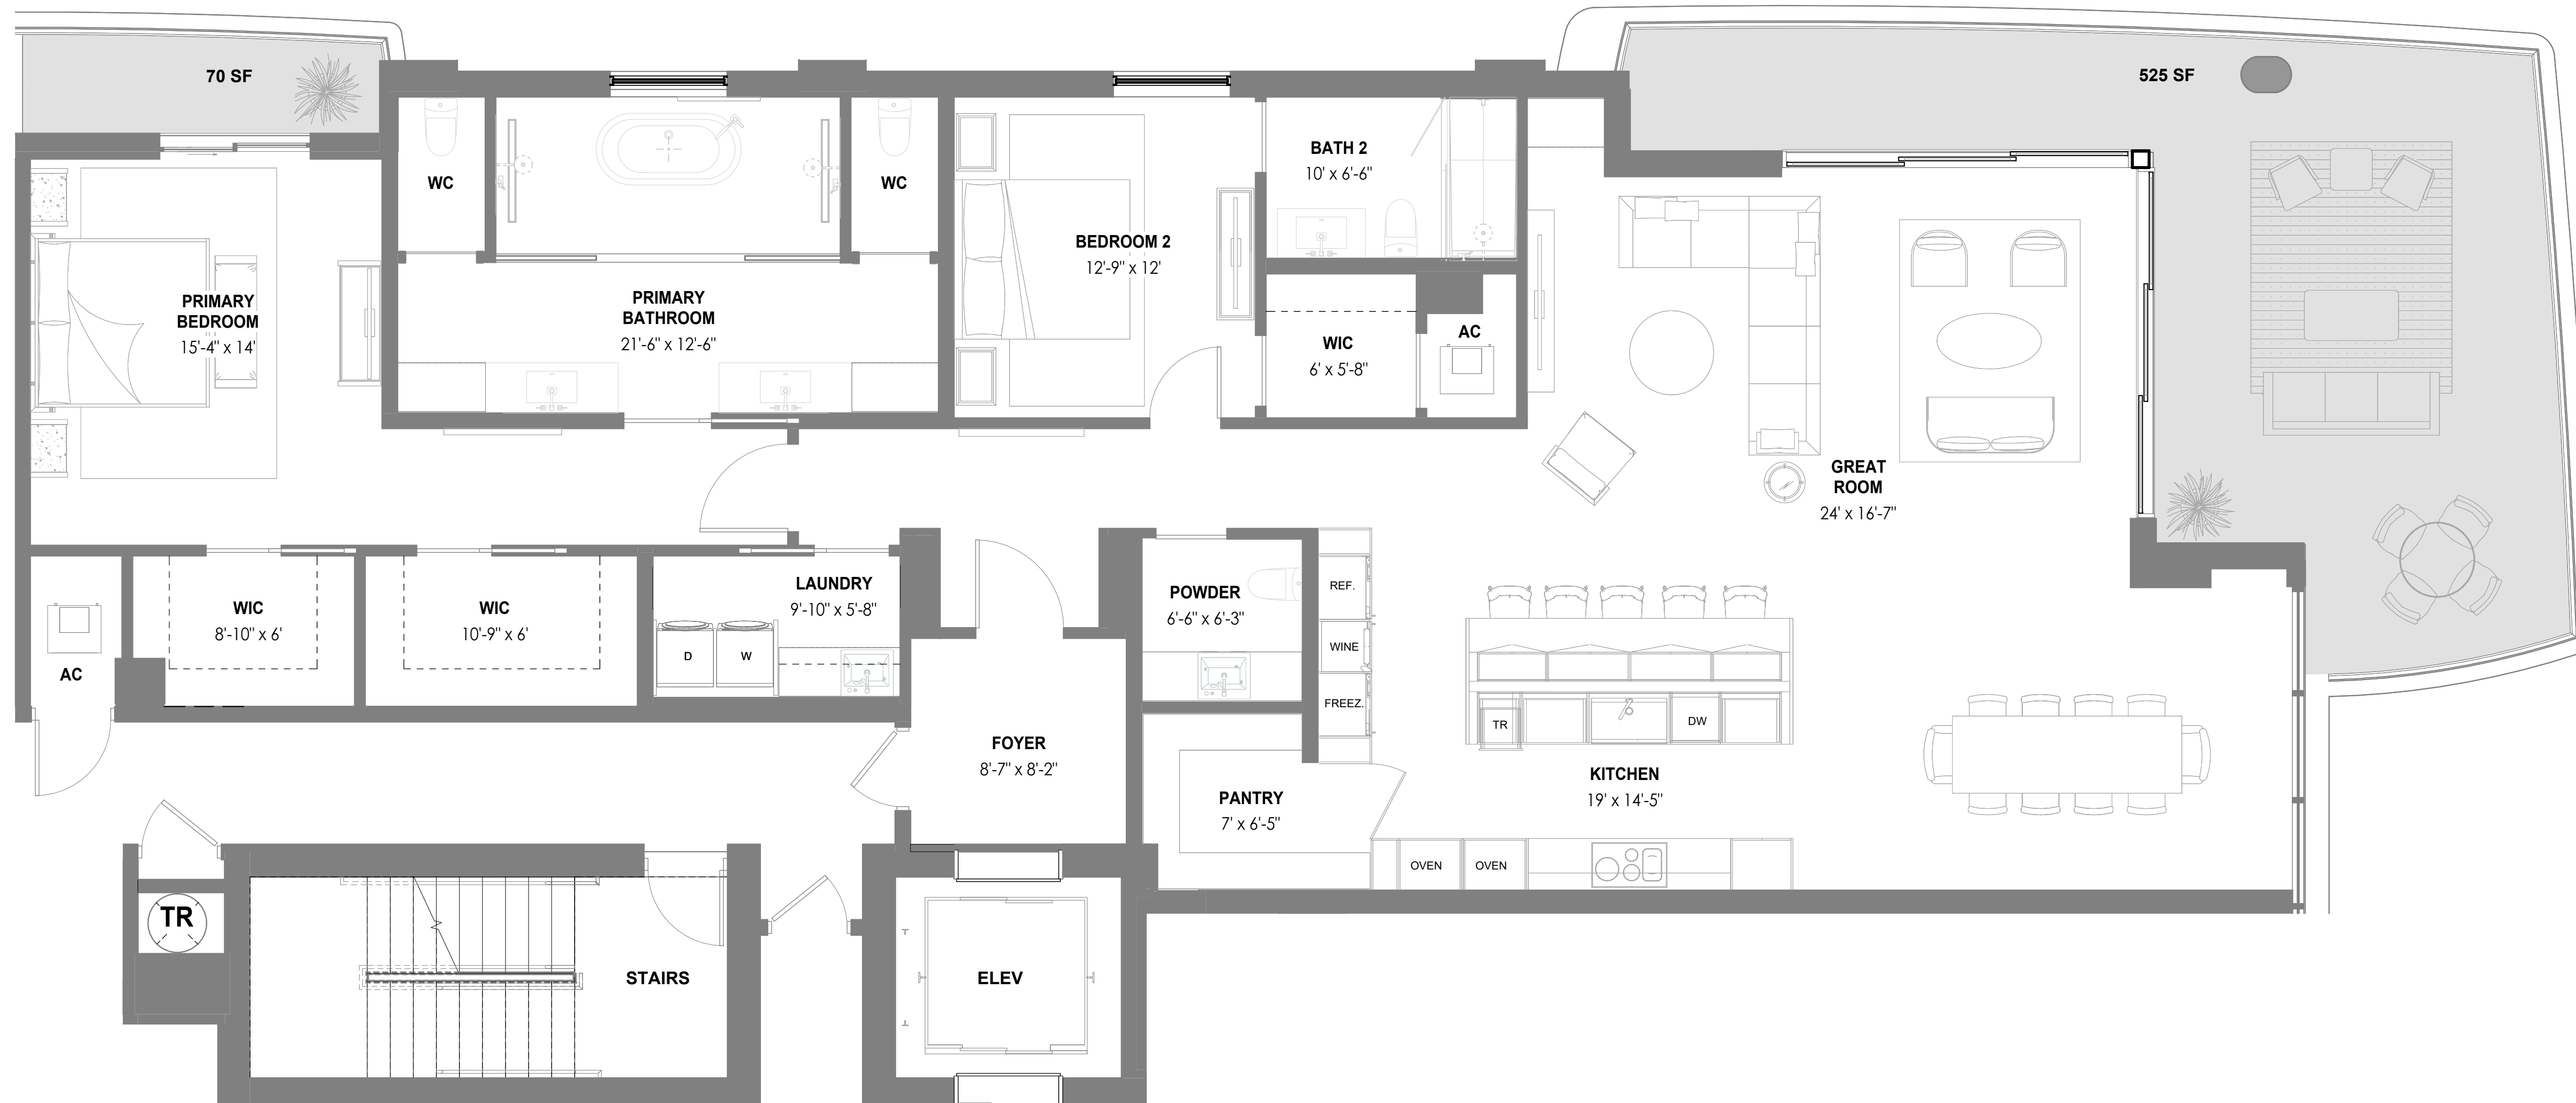 70 SF
525 SF
WC
WC
BATH 2
10' x 6'-6"
BEDROOM 2
12'-9" x 12'
PRIMARY
BEDROOM
15'-4" x 14'
PRIMARY
BATHROOM
21'-6" x 12'-6"
WIC
6' x 5'-8"
AC
GREAT
ROOM
24' x 16'-7"
WIC
8'-10" x 6'
WIC
10'-9" x 6'
LAUNDRY
9'-10" x 5'-8"
D
W
AC
POWDER
6'-6" x 6'-3"
REF.
WINE
FREEZ.
TR
DW
FOYER
8'-7" x 8'-2"
PANTRY
7' x 6'-5"
KITCHEN
19' x 14'-5"
OVEN
OVEN
TR
STAIRS
ELEV